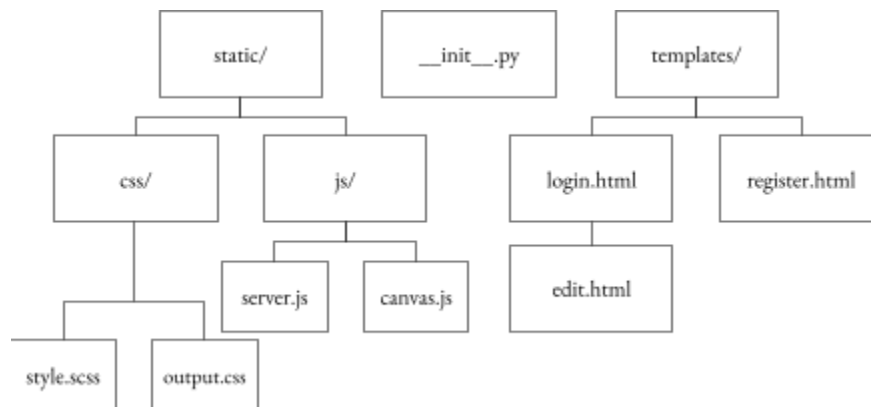 static/
__init__.py
templates/
css/
js/
login.html
register.html
server.js
canvas.js
edit.html
style.scss
output.css